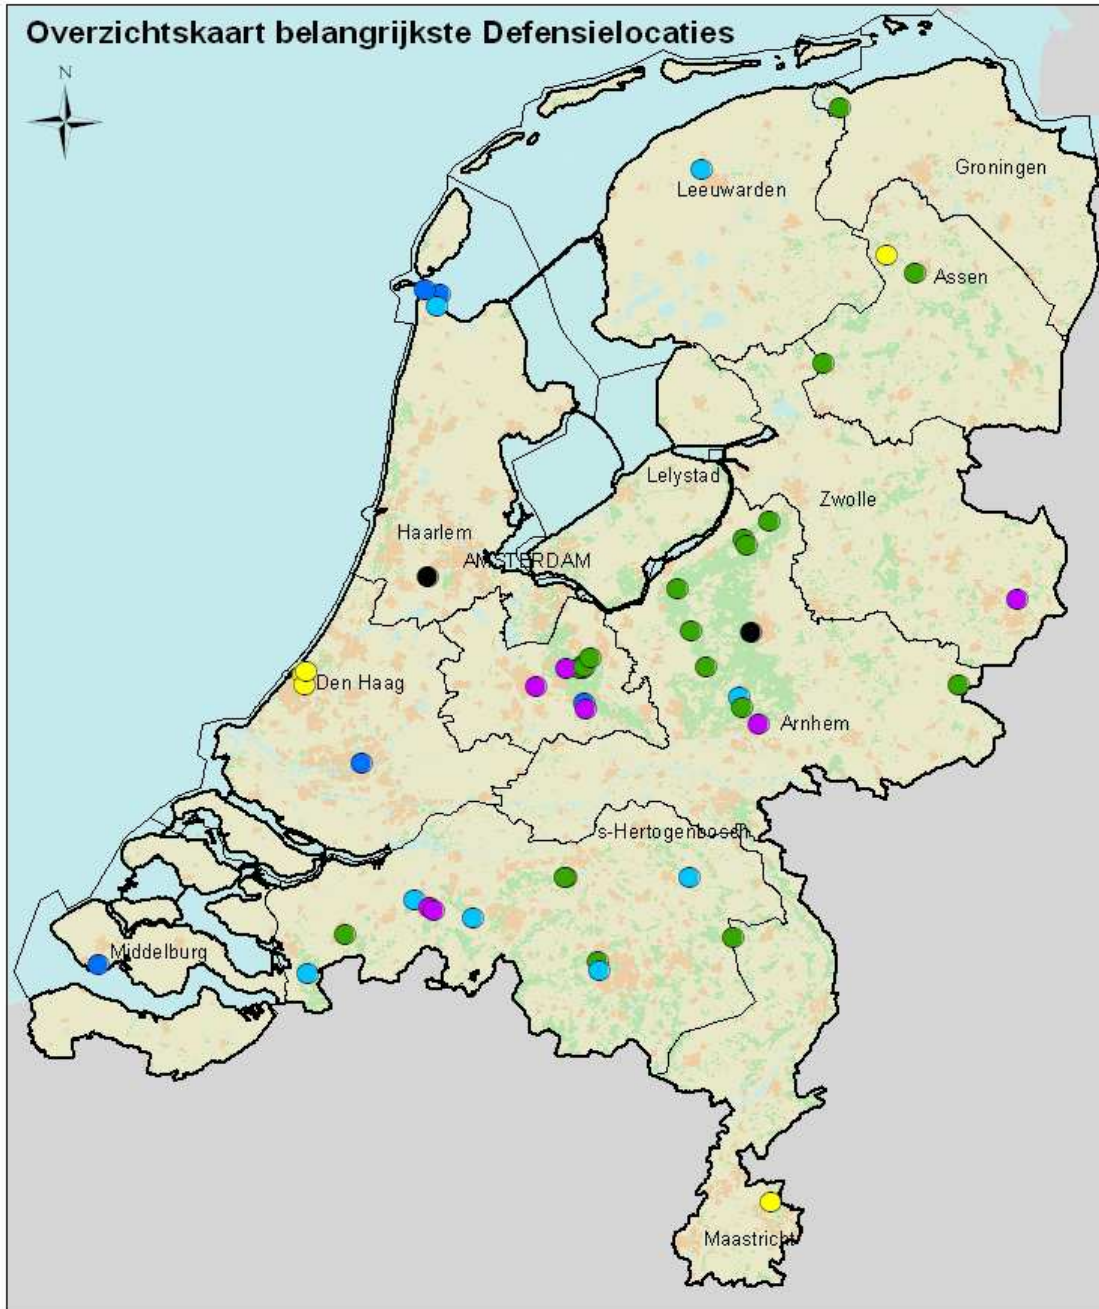 Overzichtskaart belangrijkste Defensielocaties
N
Groningen
Leeuwarden
Assen
Lelystad
Zwolle
Haarlem
AMSTERDAM
Den Haag
Arnhem
's-Hertogenbosch
Middelburg
Maastricht